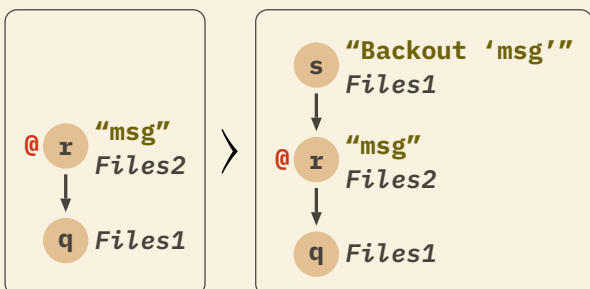 @ r “msg”
Files2
q Files1
s “Backout ‘msg’”
Files1
@ r “msg”
Files2
q Files1